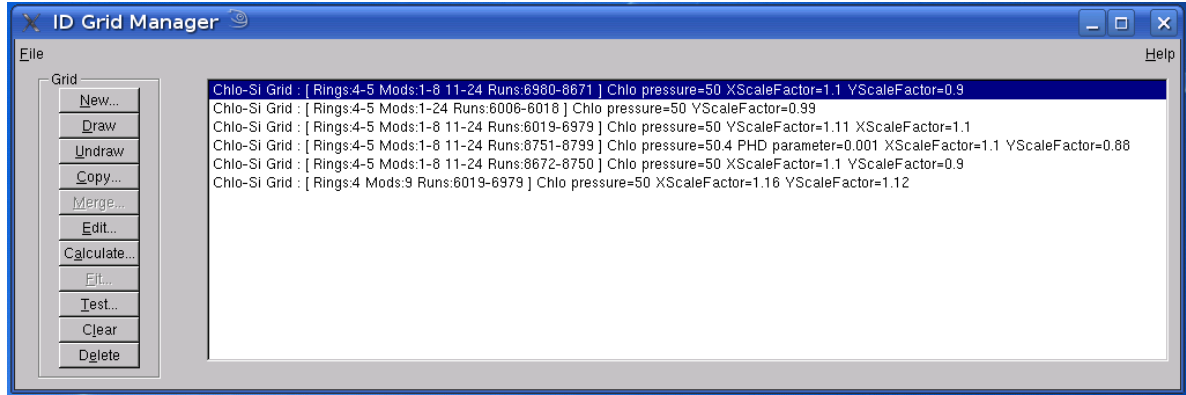 ID Grid Manager
File
Help
Grid
New...
Draw
Undraw
Copy...
Merge...
Edit...
Calculate...
Fit...
Test...
Clear
Delete
Chlo-Si Grid : [ Rings:4-5 Mods:1-8 11-24 Runs:6980-8671 ] Chlo pressure=50 XScaleFactor=1.1 YScaleFactor=0.9
Chlo-Si Grid : [ Rings:4-5 Mods:1-24 Runs:6006-6018 ] Chlo pressure=50 YScaleFactor=0.99
Chlo-Si Grid : [ Rings:4-5 Mods:1-8 11-24 Runs:6019-6979 ] Chlo pressure=50 YScaleFactor=1.11 XScaleFactor=1.1
Chlo-Si Grid : [ Rings:4-5 Mods:1-8 11-24 Runs:8751-8799 ] Chlo pressure=50.4 PHD parameter=0.001 XScaleFactor=1.1 YScaleFactor=0.88
Chlo-Si Grid : [ Rings:4-5 Mods:1-8 11-24 Runs:8672-8750 ] Chlo pressure=50 XScaleFactor=1.1 YScaleFactor=0.9
Chlo-Si Grid : [ Rings:4 Mods:9 Runs:6019-6979 ] Chlo pressure=50 XScaleFactor=1.16 YScaleFactor=1.12